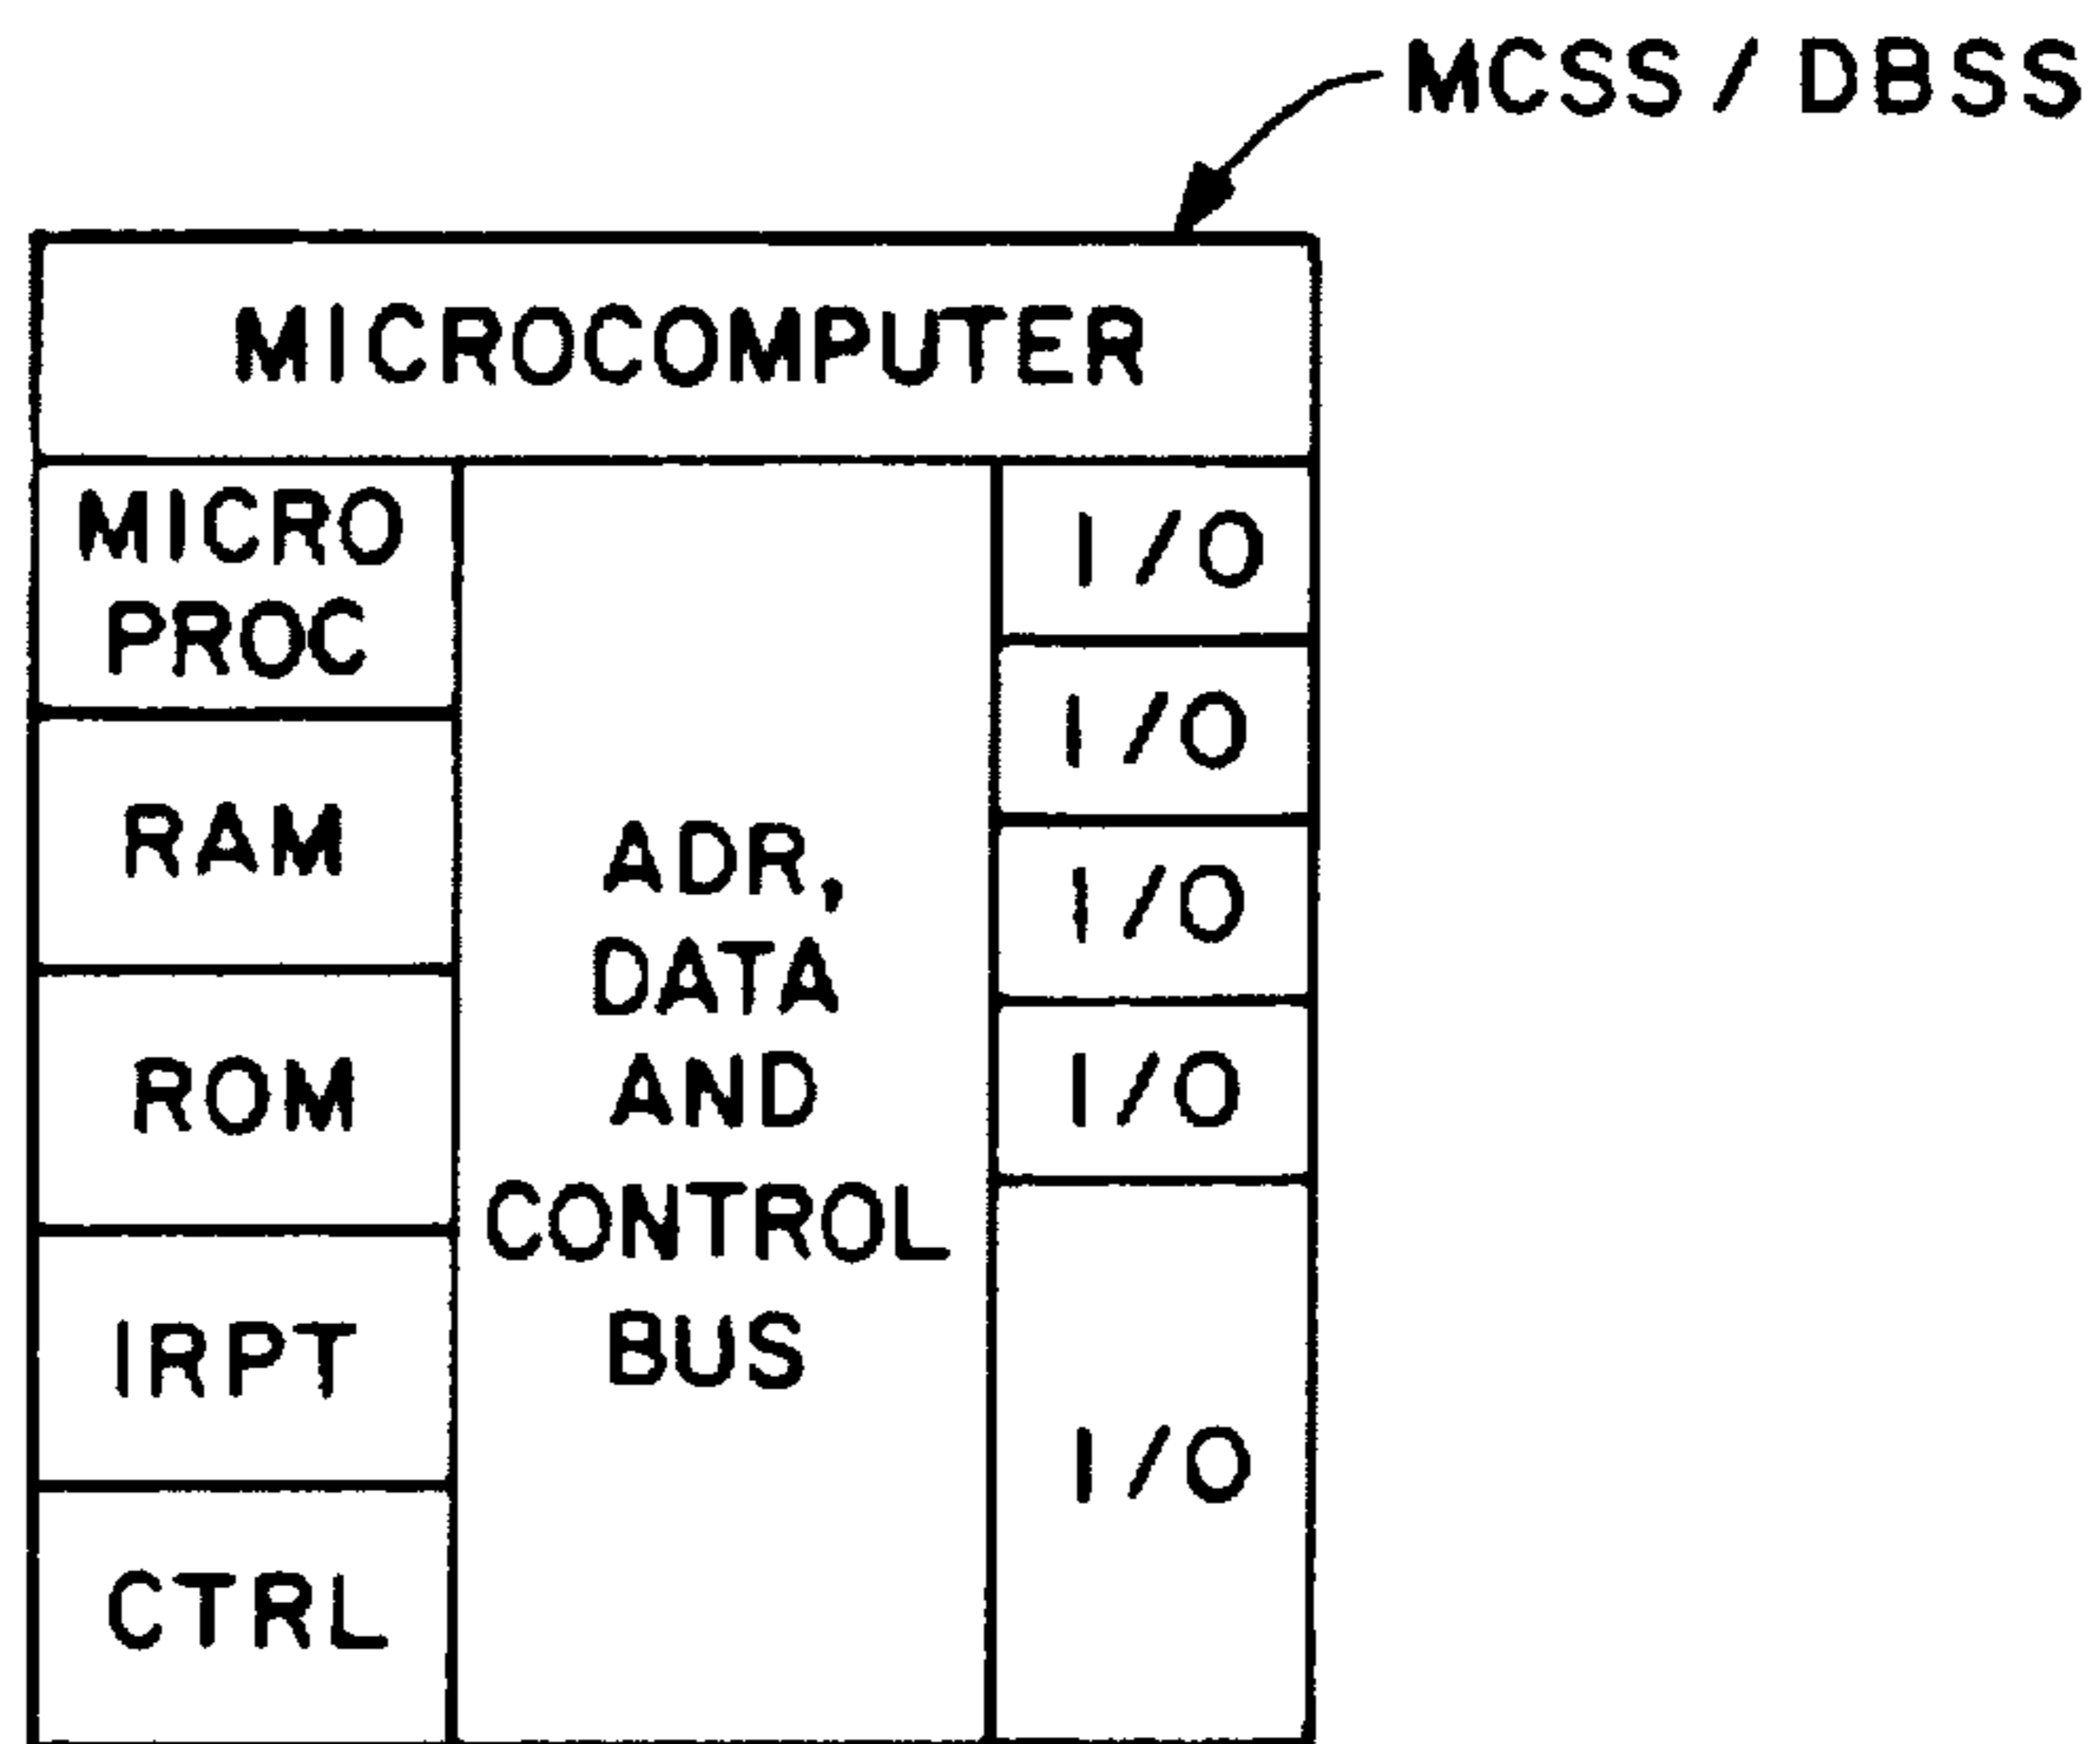 MCSS/DBSS
MICROCOMPUTER
MICRO
PROC
RAM
ROM
IRPT
CTRL
ADR,
DATA
AND
CONTROL
BUS
I/O
I/O
I/O
I/O
I/O